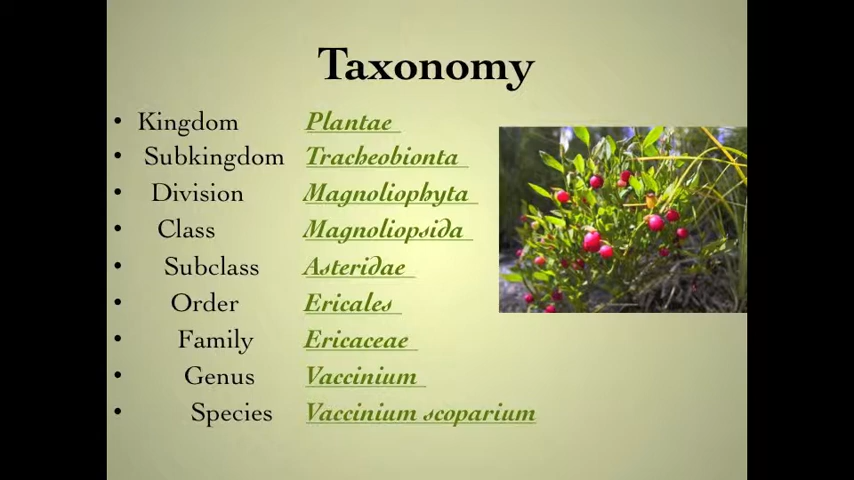 Taxonomy
• Kingdom Plantae
• Subkingdom Tracheobionta
• Division Magnoliophyta
• Class Magnoliopsida
• Subclass Asteridae
• Order Ericales
• Family Ericaceae
• Genus Vaccinium
• Species Vaccinium scoparium